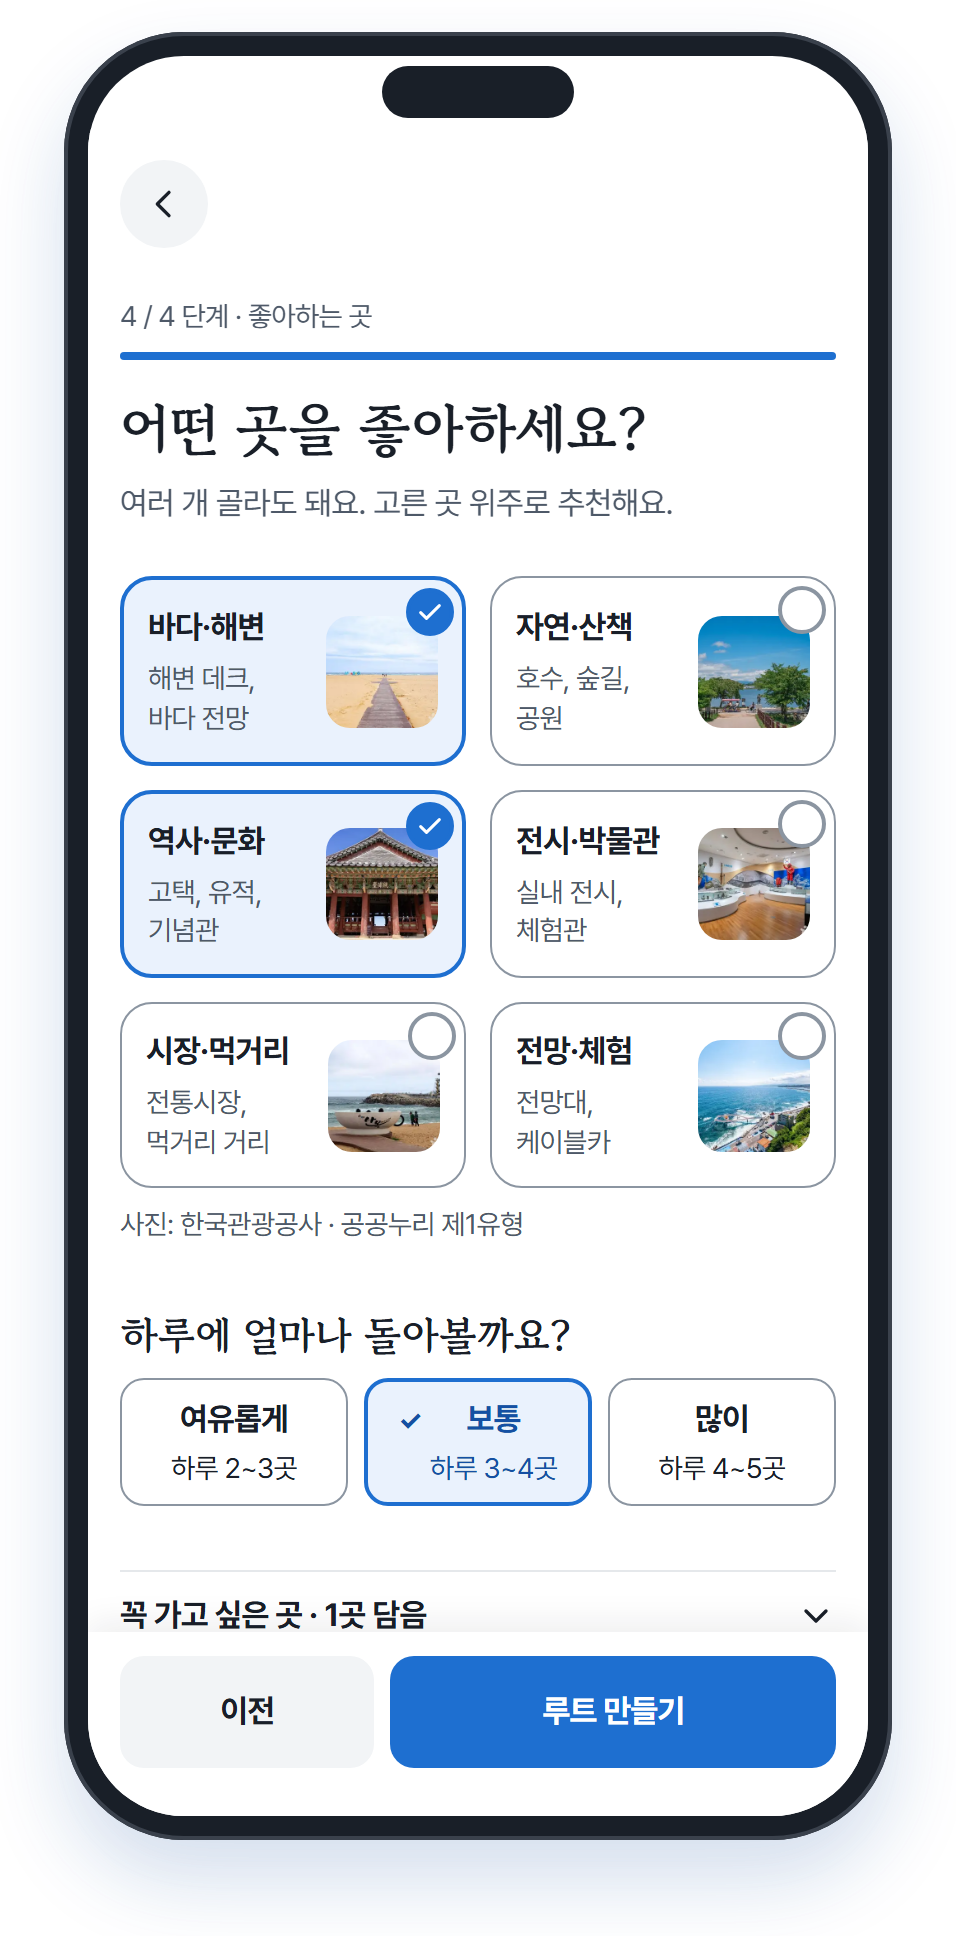 4 / 4 단계 · 좋아하는 곳
어떤 곳을 좋아하세요?
여러 개 골라도 돼요. 고른 곳 위주로 추천해요.
바다·해변
해변 데크,
바다 전망
자연·산책
호수, 숲길,
공원
역사·문화
고택, 유적,
기념관
전시·박물관
실내 전시,
체험관
시장·먹거리
전통시장,
먹거리 거리
전망·체험
전망대,
케이블카
사진: 한국관광공사 · 공공누리 제1유형
하루에 얼마나 돌아볼까요?
여유롭게
하루 2~3곳
보통
하루 3~4곳
많이
하루 4~5곳
꼭 가고 싶은 곳 · 1곳 담음
이전
루트 만들기